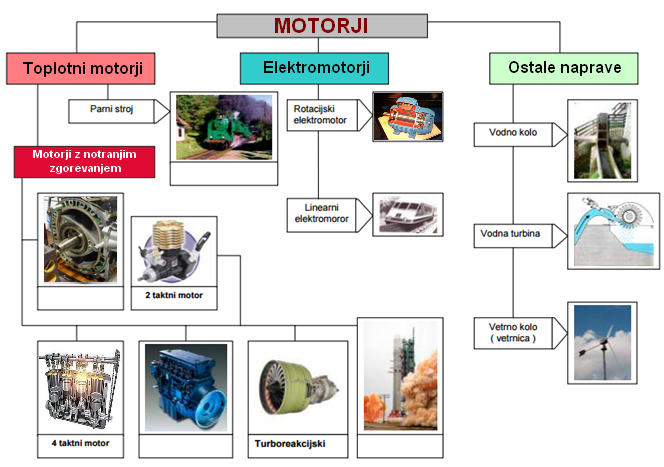 MOTORJI
Toplotni motorji
Elektromotorji
Ostale naprave
Parni stroj
Rotacijski
elektromotor
Vodno kolo
Motorji z notranjim
zgorevanjem
Linearni
elektromoror
Vodna turbina
2 taktni motor
Vetrno kolo
( vetrnica )
4 taktni motor
Turboreakcijski